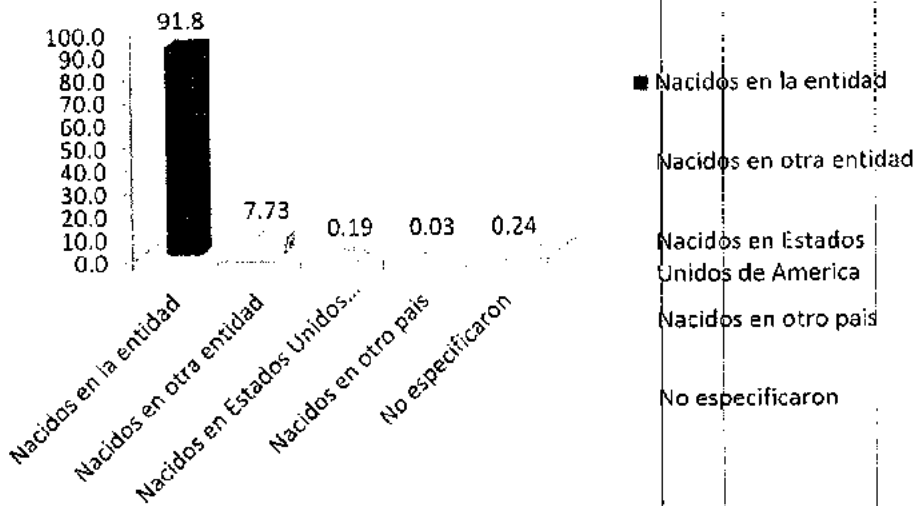 91.8
100.0
90.0
80.0
70.0
60.0
50.0
40.0
30.0
20.0
10.0
0.0
7.73
0.19
0.03
0.24
Nacidos en la entidad
Nacidos en otra entidad
Nacidos en Estados Unidos...
Nacidos en otro pais
No especificaron
Nacidos en la entidad
Nacidos en otra entidad
Nacidos en Estados
Unidos de America
Nacidos en otro pais
No especificaron